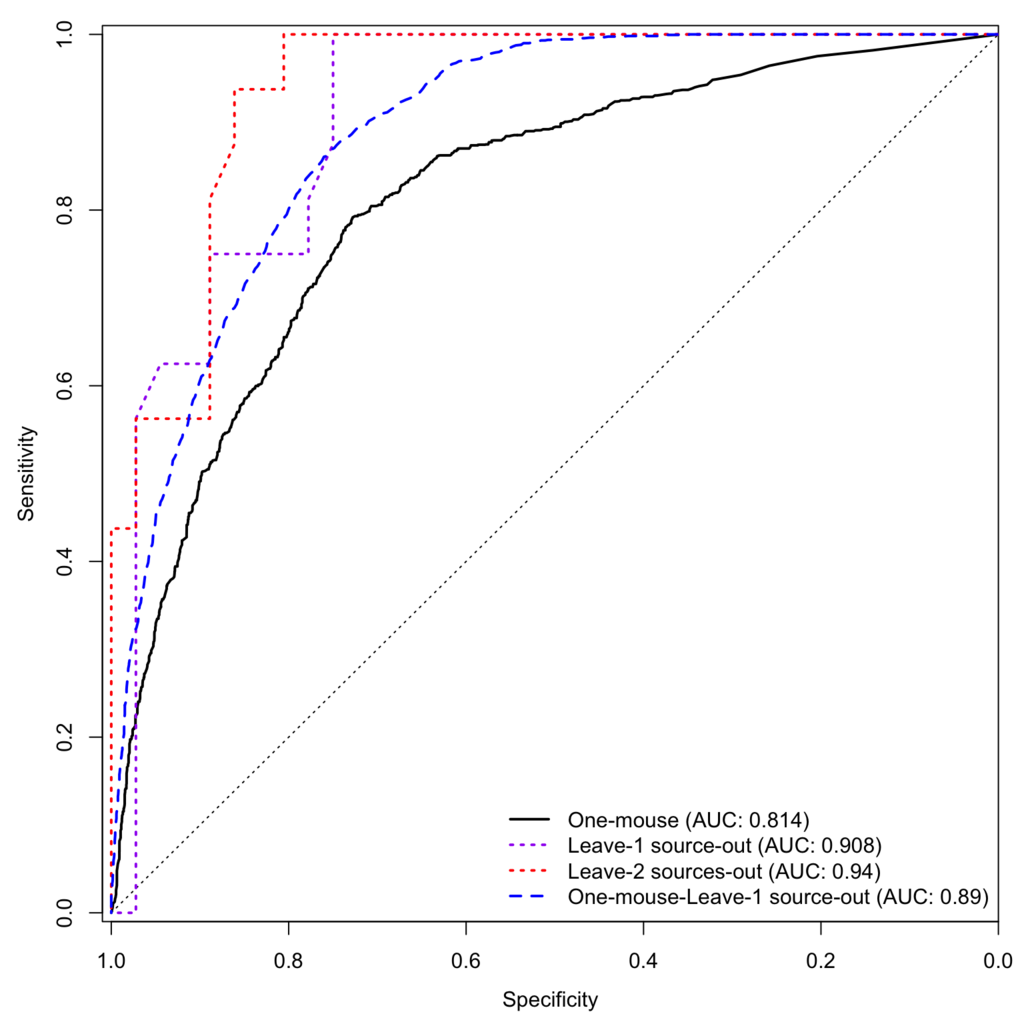 1.0
0.8
0.6
0.4
0.2
0.0
Sensitivity
One-mouse (AUC: 0.814)
Leave-1 source-out (AUC: 0.908)
Leave-2 sources-out (AUC: 0.94)
One-mouse-Leave-1 source-out (AUC: 0.89)
1.0 0.8 0.6 0.4 0.2 0.0
Specificity